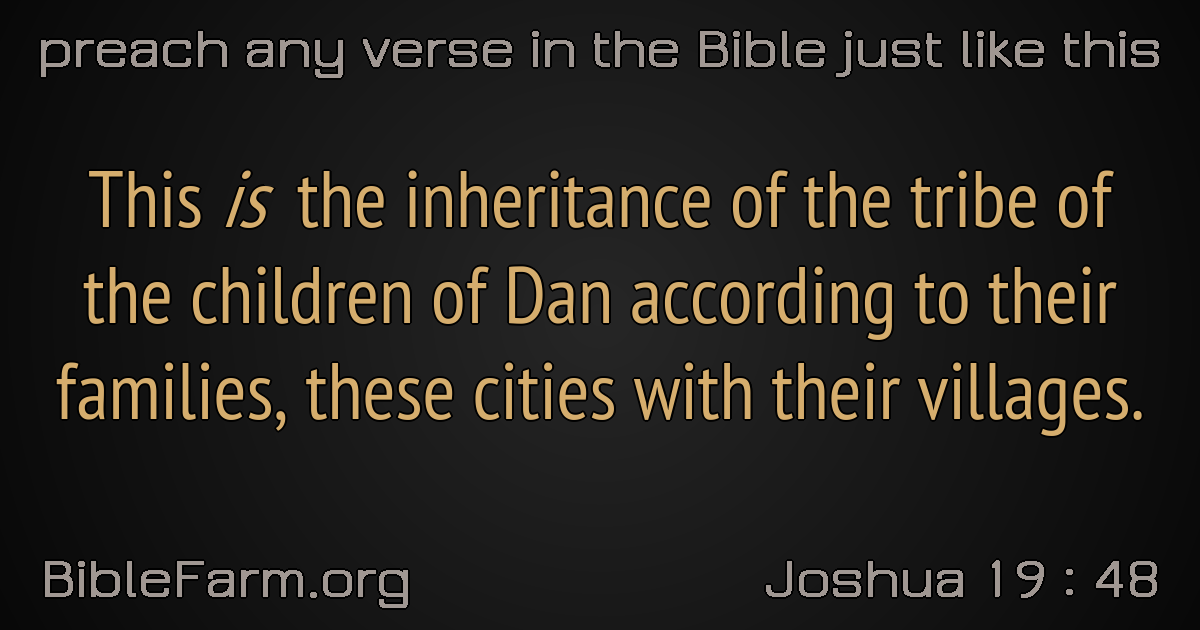 preach any verse in the Bible just like this
This is the inheritance of the tribe of
the children of Dan according to their
families, these cities with their villages.
BibleFarm.org
Joshua 19 : 48